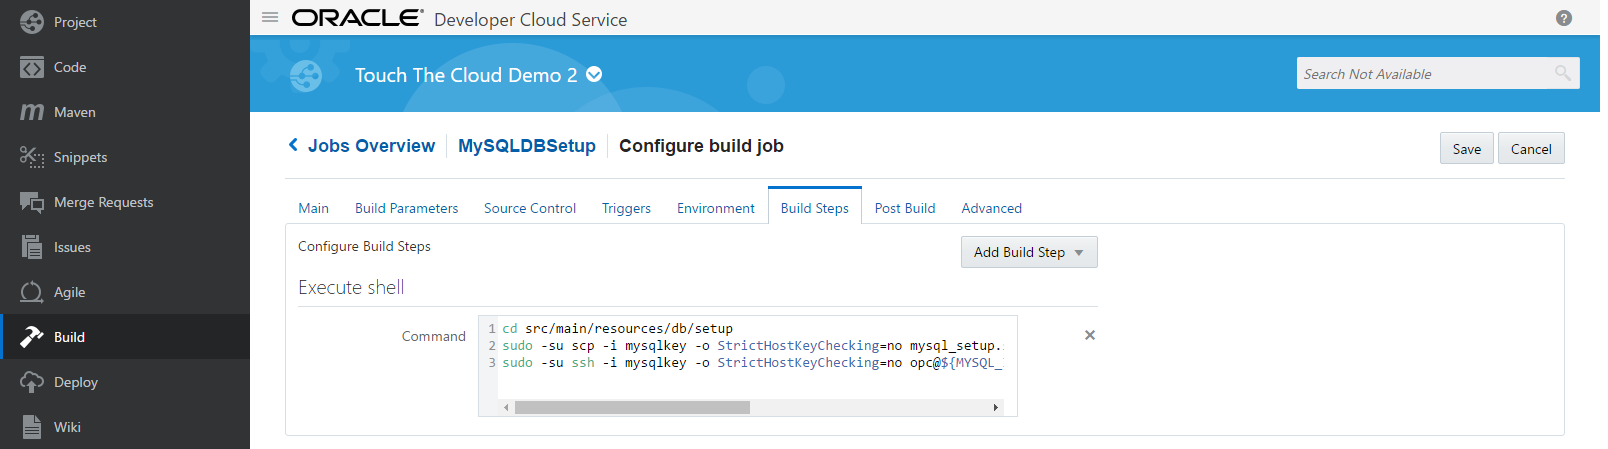 Project
Code
Maven
Snippets
Merge Requests
Issues
Agile
Build
Deploy
Wiki
ORACLE Developer Cloud Service
Touch The Cloud Demo 2
Search Not Available
Jobs Overview MySQLDBSetup Configure build job
Save Cancel
Main Build Parameters Source Control Triggers Environment Build Steps Post Build Advanced
Configure Build Steps
Add Build Step
Execute shell
Command
1 cd src/main/resources/db/setup
2 sudo -su scp -i mysqlkey -o StrictHostKeyChecking=no mysql_setup.
3 sudo -su ssh -i mysqlkey -o StrictHostKeyChecking=no opc@${MYSQL_